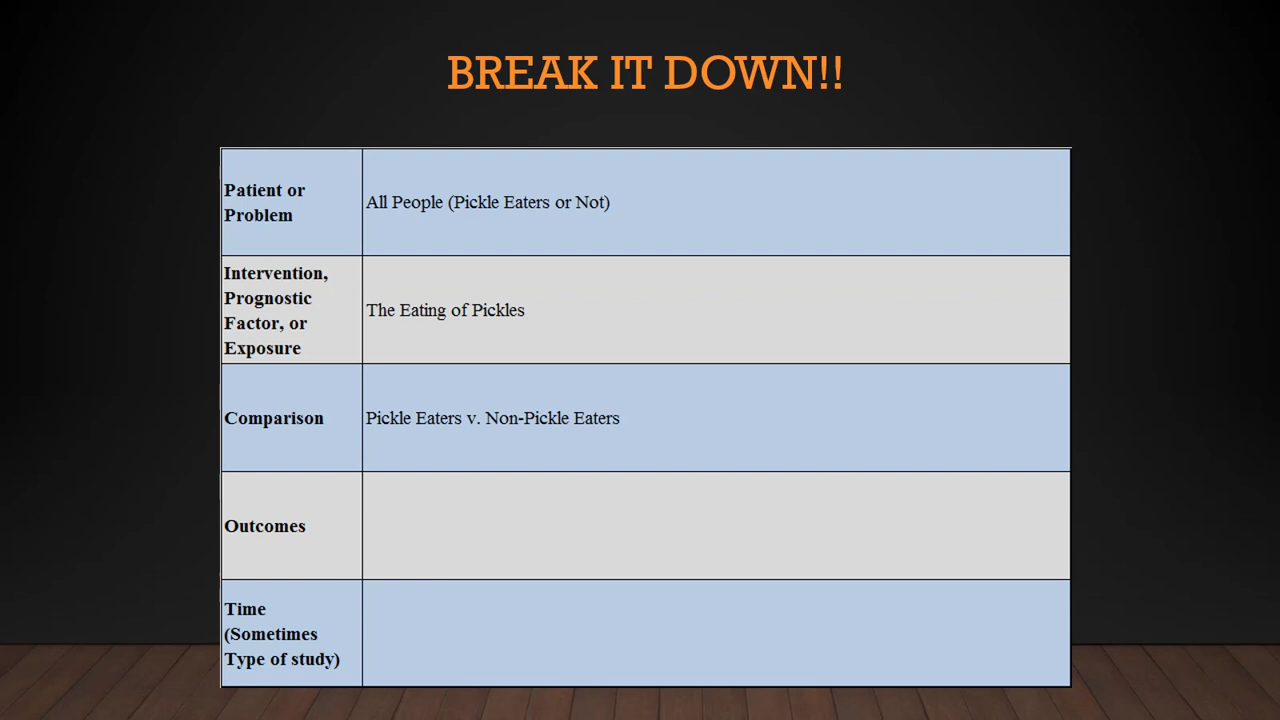 BREAK IT DOWN!!
Patient or
Problem
All People (Pickle Eaters or Not)
Intervention,
Prognostic
Factor, or
Exposure
The Eating of Pickles
Comparison
Pickle Eaters v. Non-Pickle Eaters
Outcomes
Time
(Sometimes
Type of study)